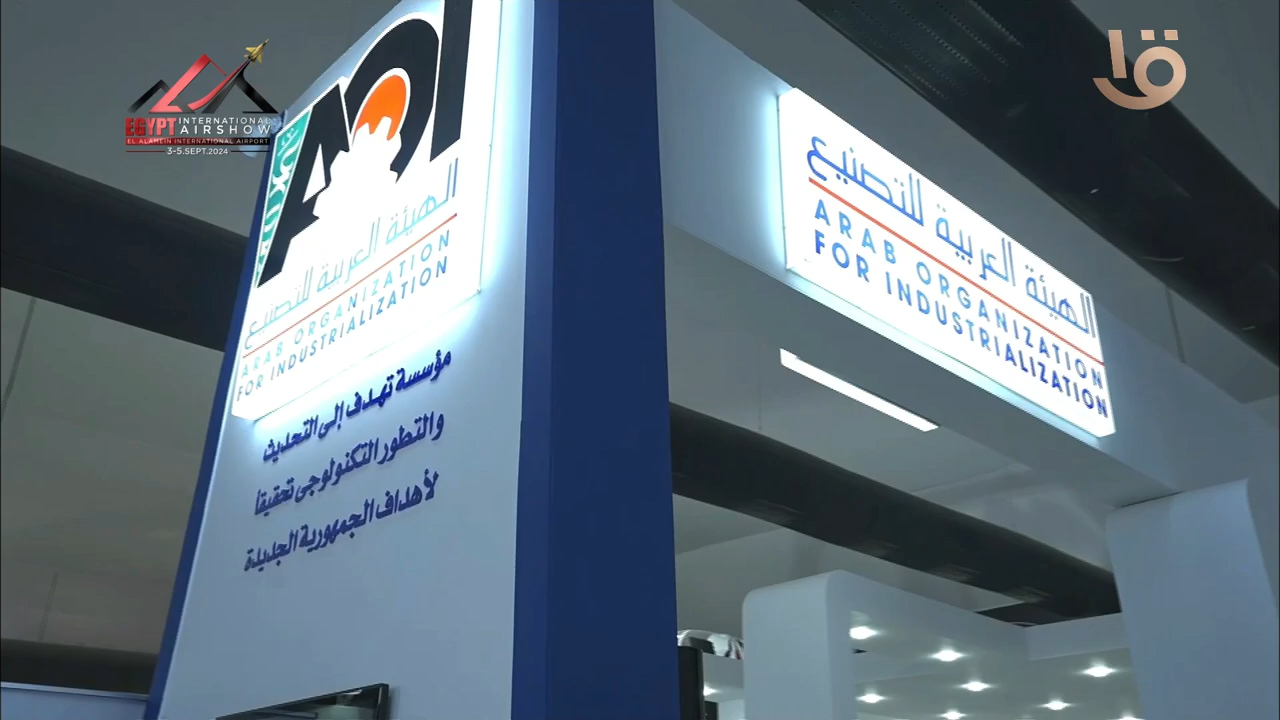 EGYPT INTERNATIONAL
AIRSHOW
EL ALAMEIN INTERNATIONAL AIRPORT
3-5.SEPT.2024
AOI
الهيئة العربية للتصنيع
ARAB ORGANIZATION
FOR INDUSTRIALIZATION
مؤسسة تهدف إلى التحديث
والتطور التكنولوجى تحقيقاً
لأهداف الجمهورية الجديدة
الهيئة العربية للتصنيع
ARAB ORGANIZATION
FOR INDUSTRIALIZATION